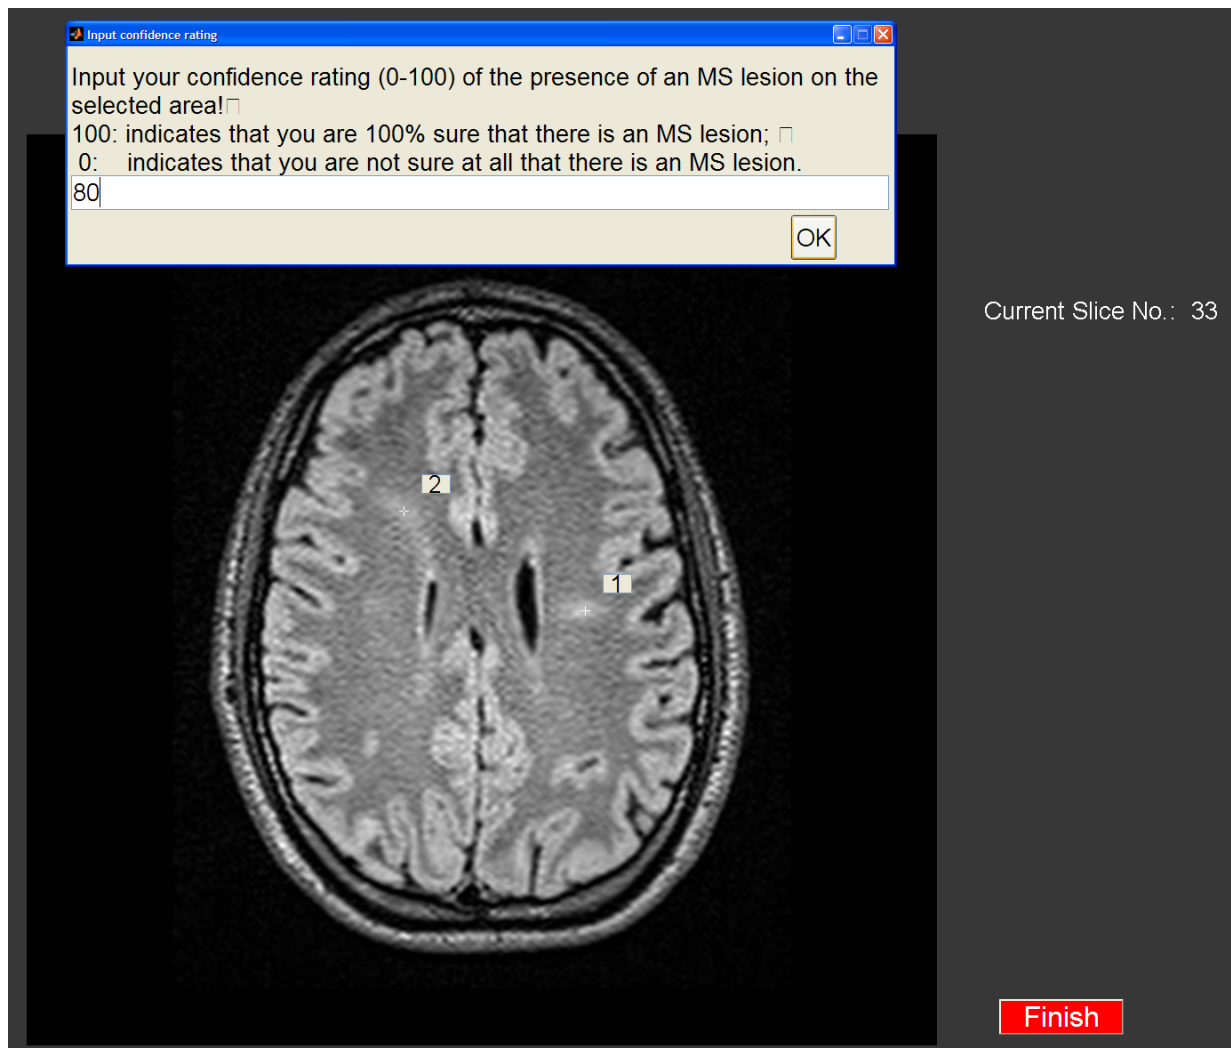 Input confidence rating
Input your confidence rating (0-100) of the presence of an MS lesion on the
selected area!
100: indicates that you are 100% sure that there is an MS lesion;
0: indicates that you are not sure at all that there is an MS lesion.
80
OK
Current Slice No.: 33
2
1
Finish